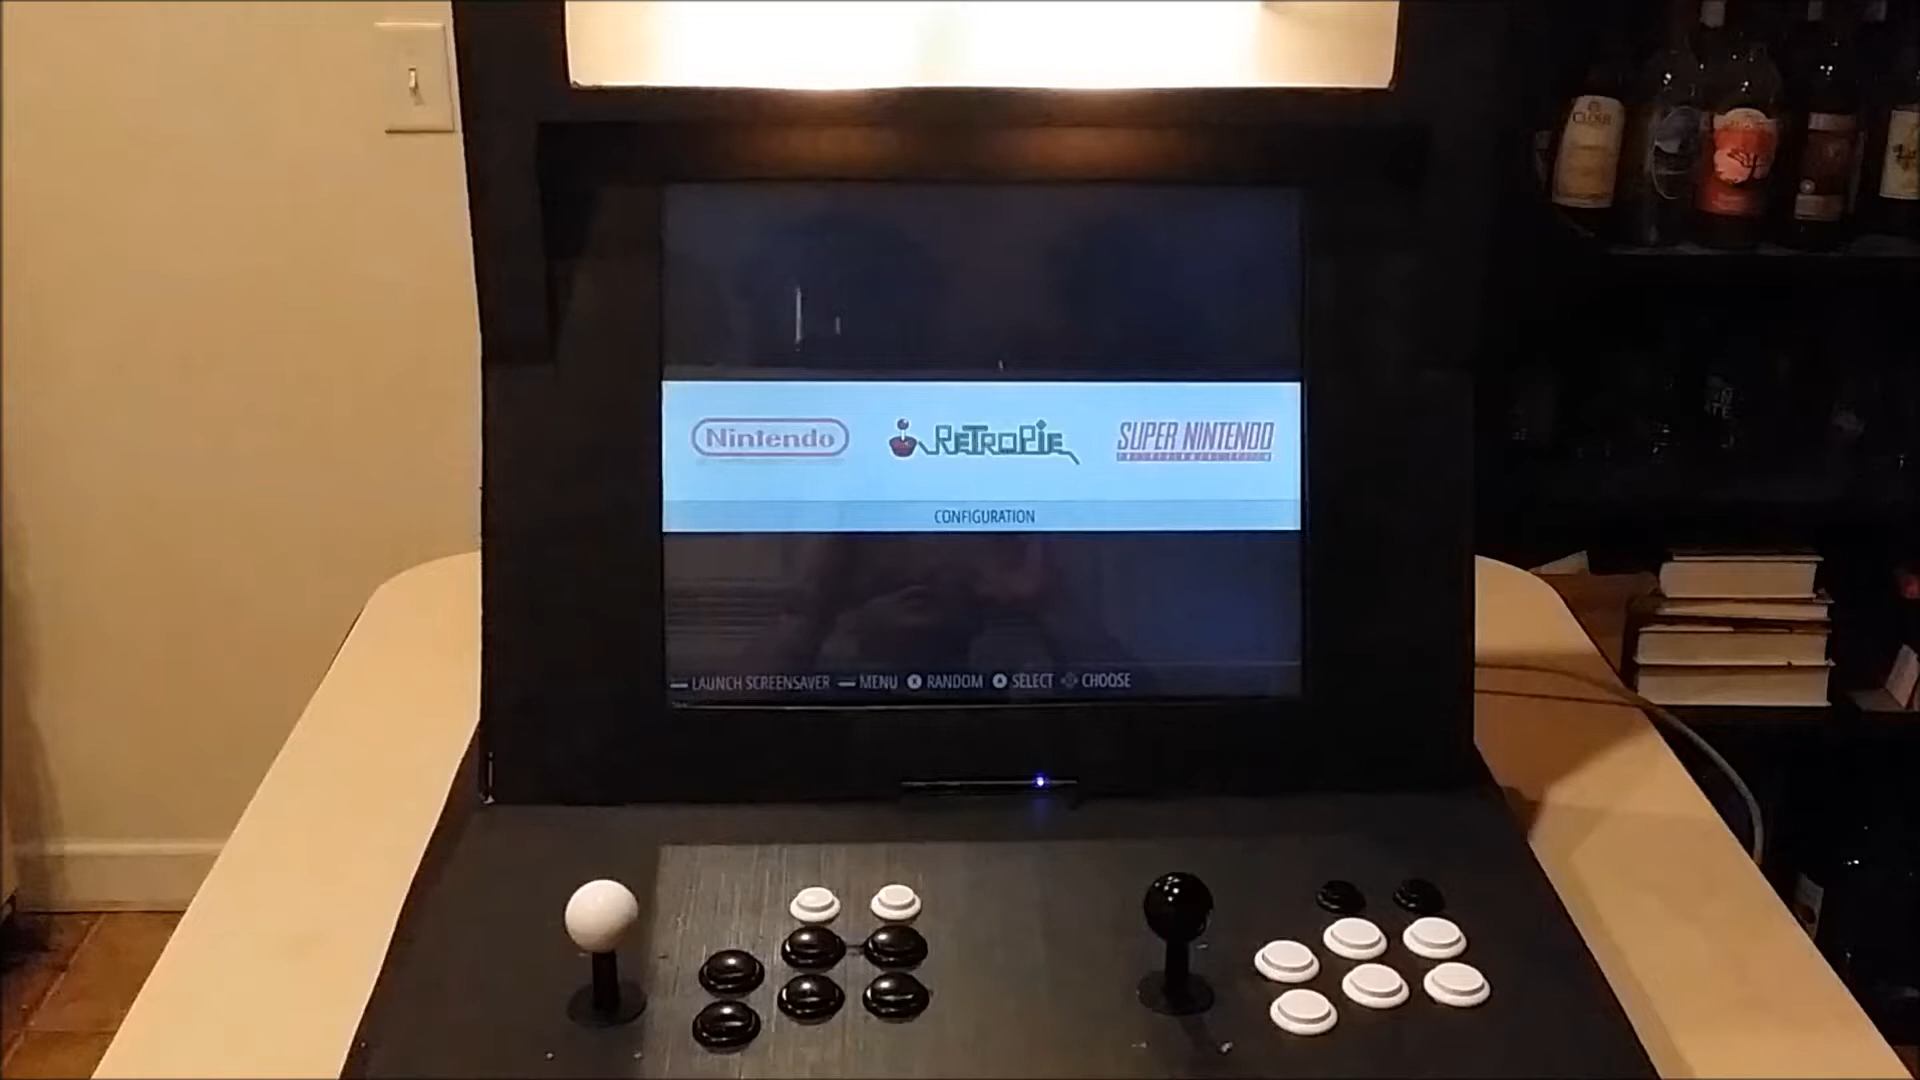 Nintendo RETROPIE SUPER NINTENDO
CONFIGURATION
LAUNCH SCREENSAVER MENU RANDOM SELECT CHOOSE